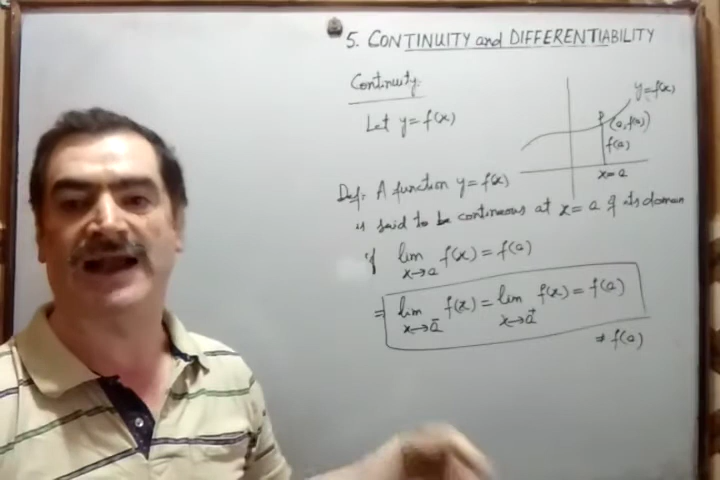 5. CONTINUITY and DIFFERENTIABILITY
Continuity:
Let y=f(x)
y=f(x)
P
(a, f(a))
f(a)
x=a
Def: A function y=f(x)
is said to be continuous at x=a of its domain
if lim x→a f(x) = f(a)
⇒ lim x→a⁻ f(x) = lim x→a⁺ f(x) = f(a)
⇒ f(a)